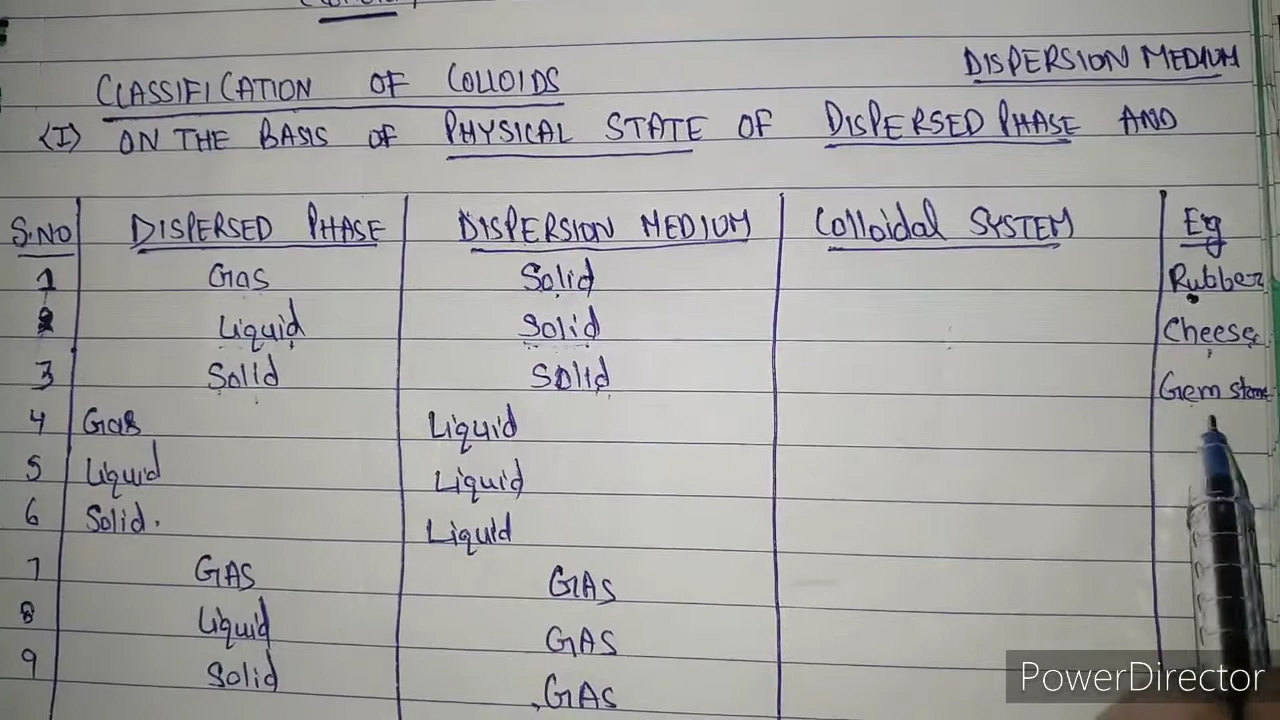 CLASSIFICATION OF COLLOIDS
DISPERSION MEDIUM
(I) ON THE BASIS OF PHYSICAL STATE OF DISPERSED PHASE AND
S.NO DISPERSED PHASE DISPERSION MEDIUM Colloidal SYSTEM Eg
1 Gas Solid Rubber
2 Liquid Solid Cheese
3 Solid Solid Gem stone
4 Gas Liquid
5 Liquid Liquid
6 Solid. Liquid
7 GAS GAS
8 Liquid GAS
9 Solid GAS
PowerDirector